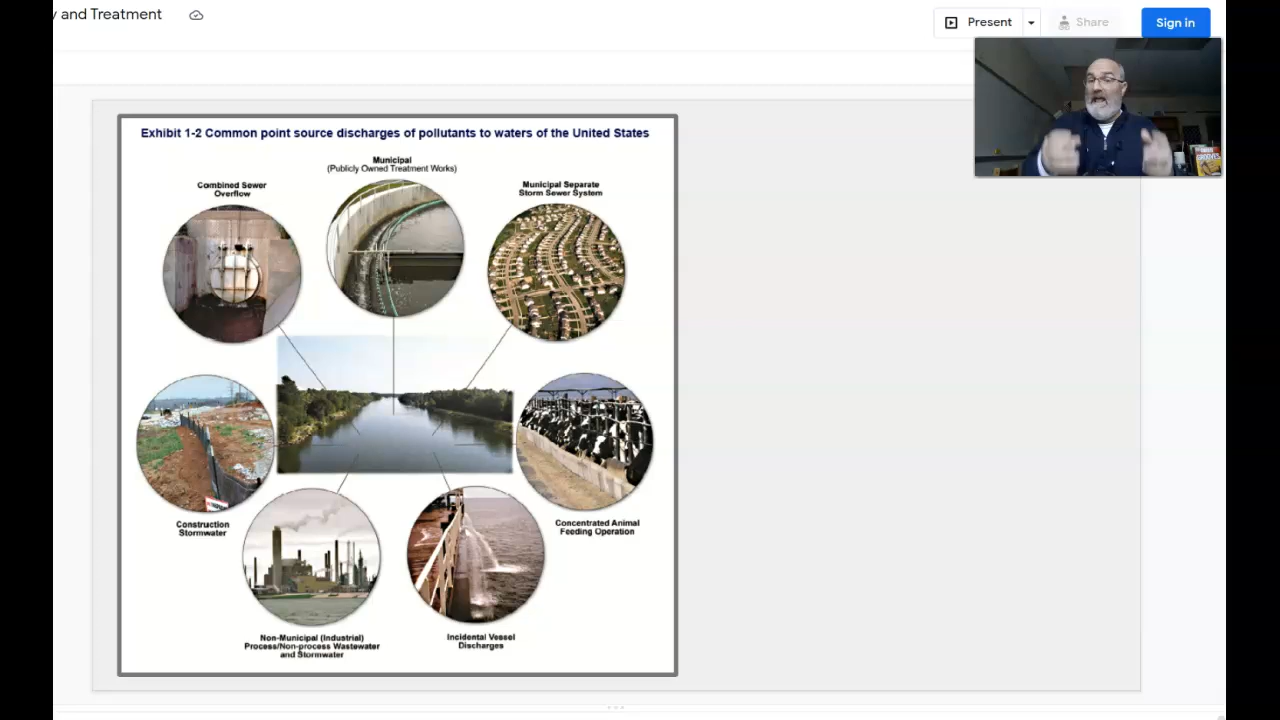 y and Treatment
Present
Share
Sign in
Exhibit 1-2 Common point source discharges of pollutants to waters of the United States
Municipal
(Publicly Owned Treatment Works)
Combined Sewer
Overflow
Municipal Separate
Storm Sewer System
Construction
Stormwater
Concentrated Animal
Feeding Operation
Non-Municipal (Industrial)
Process/Non-process Wastewater
and Stormwater
Incidental Vessel
Discharges